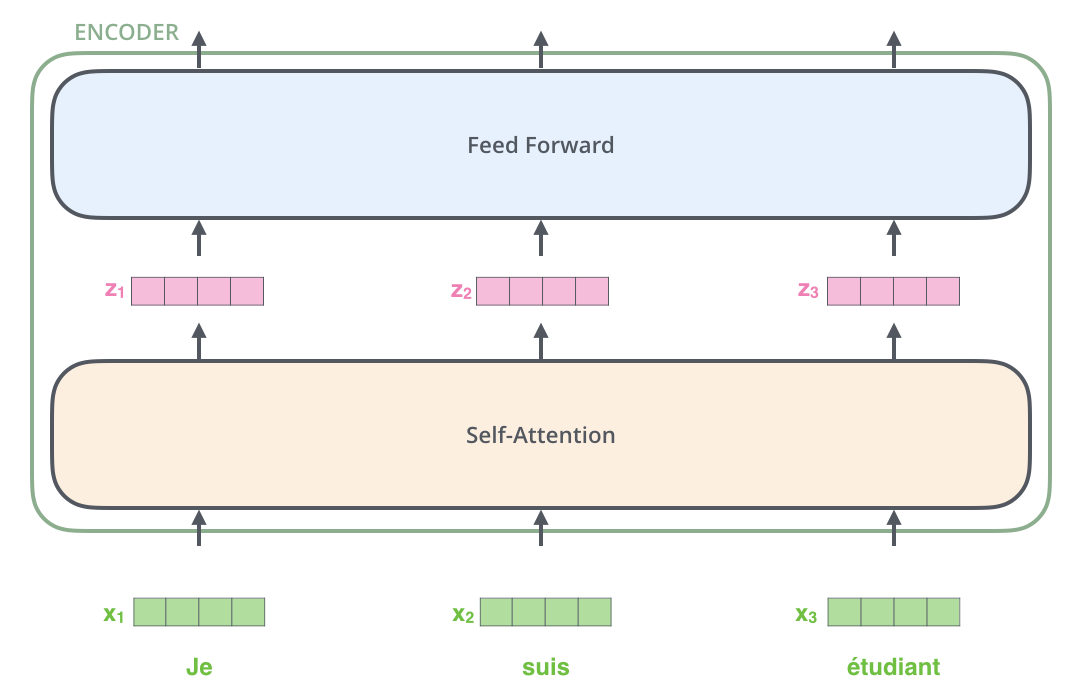 ENCODER
Feed Forward
z1 z2 z3
Self-Attention
x1 x2 x3
Je suis étudiant